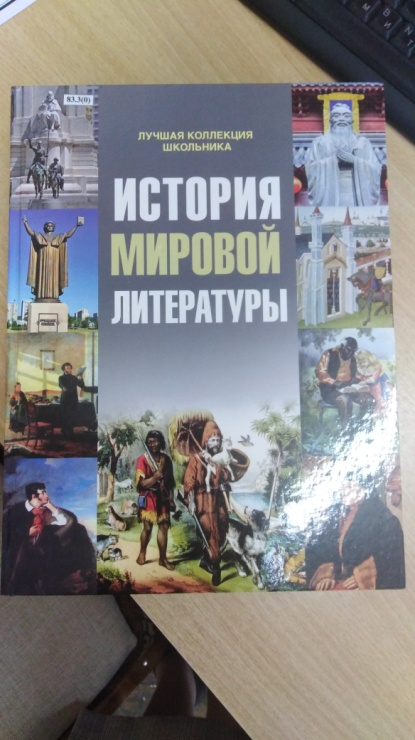 83.3(0)
ЛУЧШАЯ КОЛЛЕКЦИЯ
ШКОЛЬНИКА
ИСТОРИЯ
МИРОВОЙ
ЛИТЕРАТУРЫ